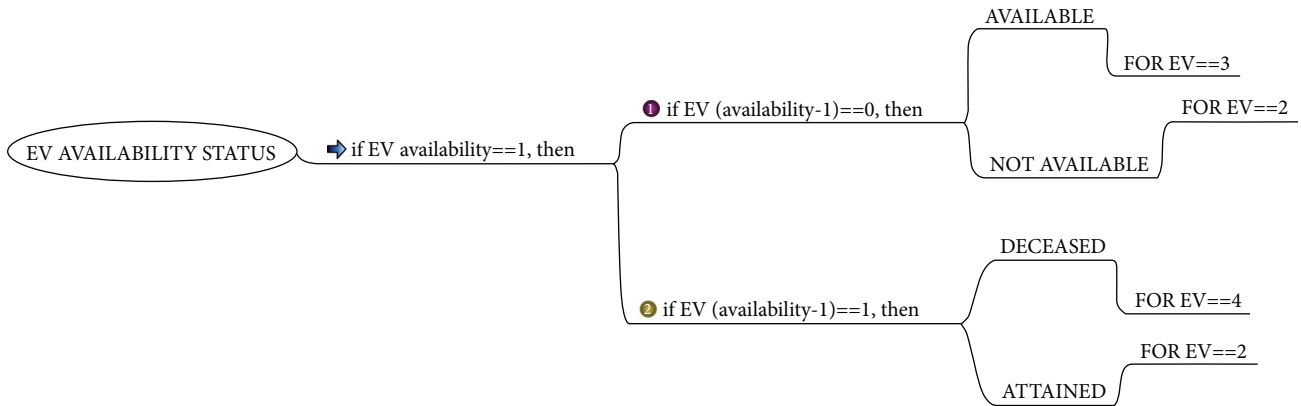 EV AVAILABILITY STATUS
if EV availability==1, then
1 if EV (availability-1)==0, then
AVAILABLE
FOR EV==3
NOT AVAILABLE
FOR EV==2
2 if EV (availability-1)==1, then
DECEASED
FOR EV==4
ATTAINED
FOR EV==2